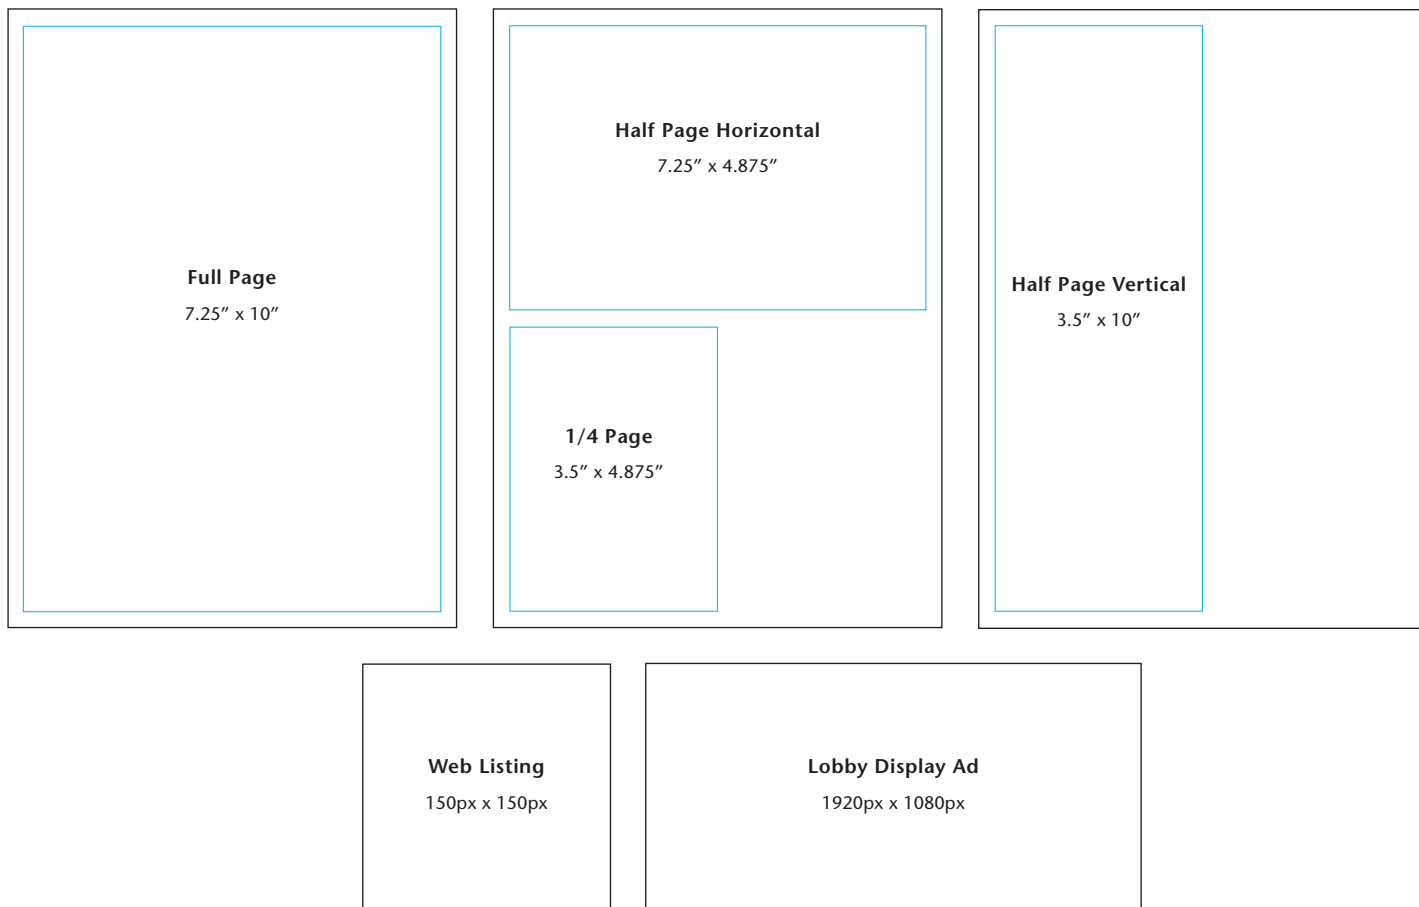 Full Page
7.25″ x 10″
Half Page Horizontal
7.25″ x 4.875″
1/4 Page
3.5″ x 4.875″
Half Page Vertical
3.5″ x 10″
Web Listing
150px x 150px
Lobby Display Ad
1920px x 1080px